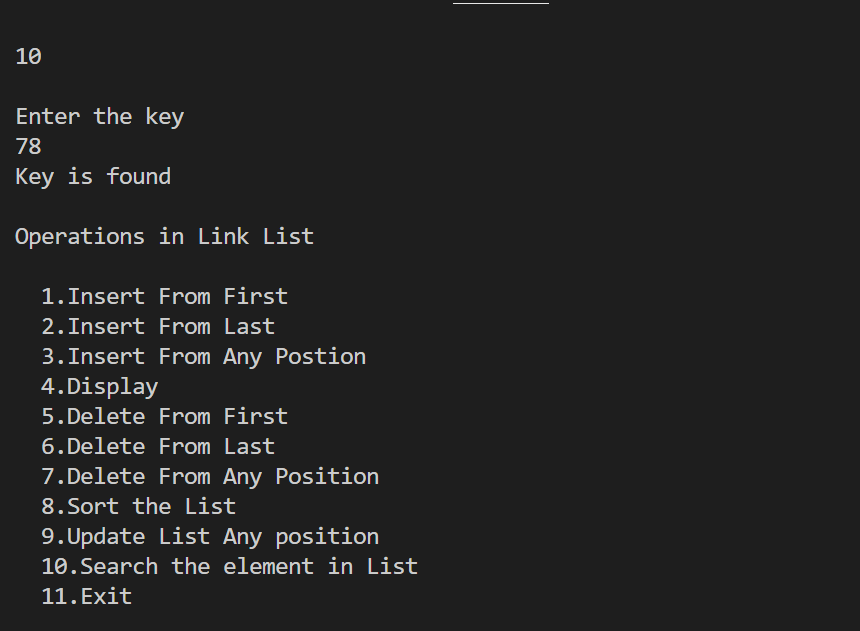 10
Enter the key
78
Key is found
Operations in Link List
1.Insert From First
2.Insert From Last
3.Insert From Any Postion
4.Display
5.Delete From First
6.Delete From Last
7.Delete From Any Position
8.Sort the List
9.Update List Any position
10.Search the element in List
11.Exit